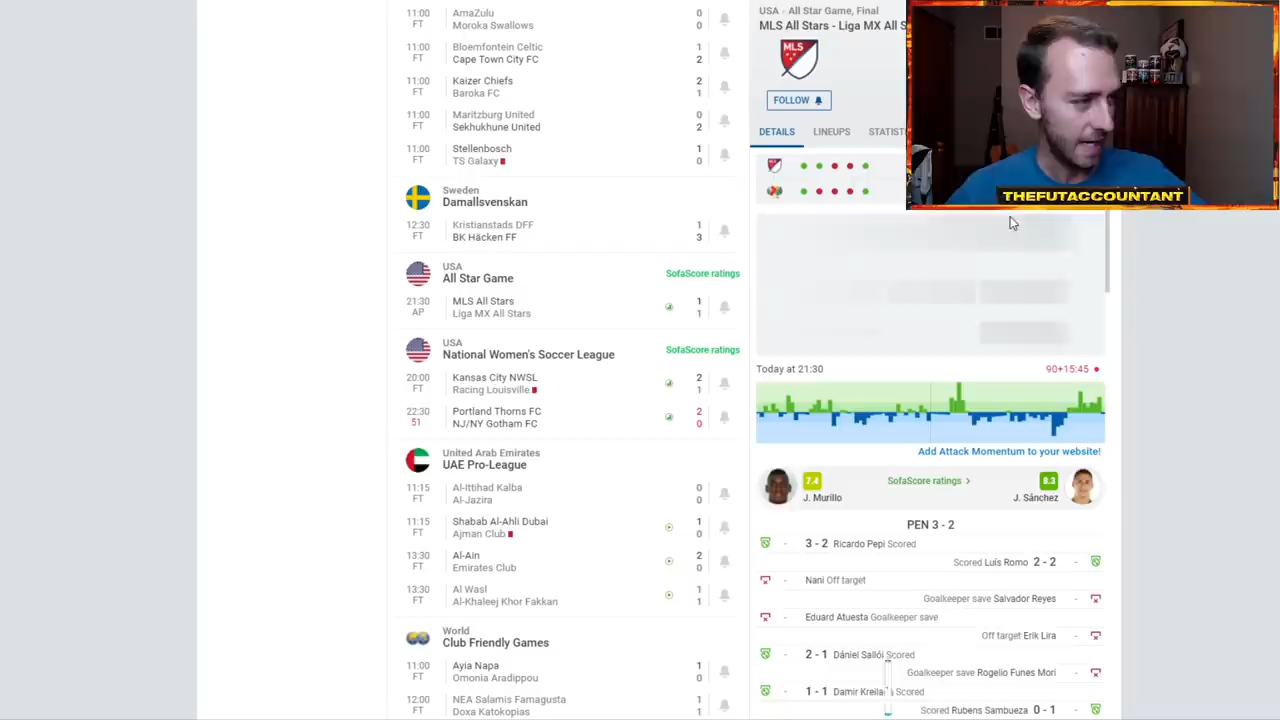 11:00 AmaZulu 0
FT Moroka Swallows 0
11:00 Bloemfontein Celtic 1
FT Cape Town City FC 2
11:00 Kaizer Chiefs 2
FT Baroka FC 1
11:00 Maritzburg United 0
FT Sekhukhune United 2
11:00 Stellenbosch 1
FT TS Galaxy 0
Sweden
Damallsvenskan
12:30 Kristianstads DFF 1
FT BK Häcken FF 3
USA
All Star Game SofaScore ratings
21:30 MLS All Stars 1
AP Liga MX All Stars 1
USA
National Women's Soccer League SofaScore ratings
20:00 Kansas City NWSL 2
FT Racing Louisville 1
22:30 Portland Thorns FC 2
51 NJ/NY Gotham FC 0
United Arab Emirates
UAE Pro-League
11:15 Al-Ittihad Kalba 0
FT Al-Jazira 0
11:15 Shabab Al-Ahli Dubai 1
FT Ajman Club 0
13:30 Al-Ain 2
FT Emirates Club 0
13:30 Al Wasl 1
FT Al-Khaleej Khor Fakkan 1
World
Club Friendly Games
11:00 Ayia Napa 1
FT Omonia Aradippou 0
12:00 NEA Salamis Famagusta 1
FT Doxa Katokopias 1
USA - All Star Game, Final
MLS All Stars - Liga MX All S
MLS
FOLLOW
DETAILS LINEUPS STATIST
THEFUTACCOUNTANT
Today at 21:30 90+15:45
Add Attack Momentum to your website!
7.4 SofaScore ratings > 8.3
J. Murillo J. Sánchez
PEN 3 - 2
- 3 - 2 Ricardo Pepi Scored
Scored Luís Romo 2 - 2 -
- Nani Off target
Goalkeeper save Salvador Reyes -
- Eduard Atuesta Goalkeeper save
Off target Erik Lira -
- 2 - 1 Dániel Sallói Scored
Goalkeeper save Rogelio Funes Mori -
- 1 - 1 Damir Kreilach Scored
Scored Rubens Sambueza 0 - 1 -